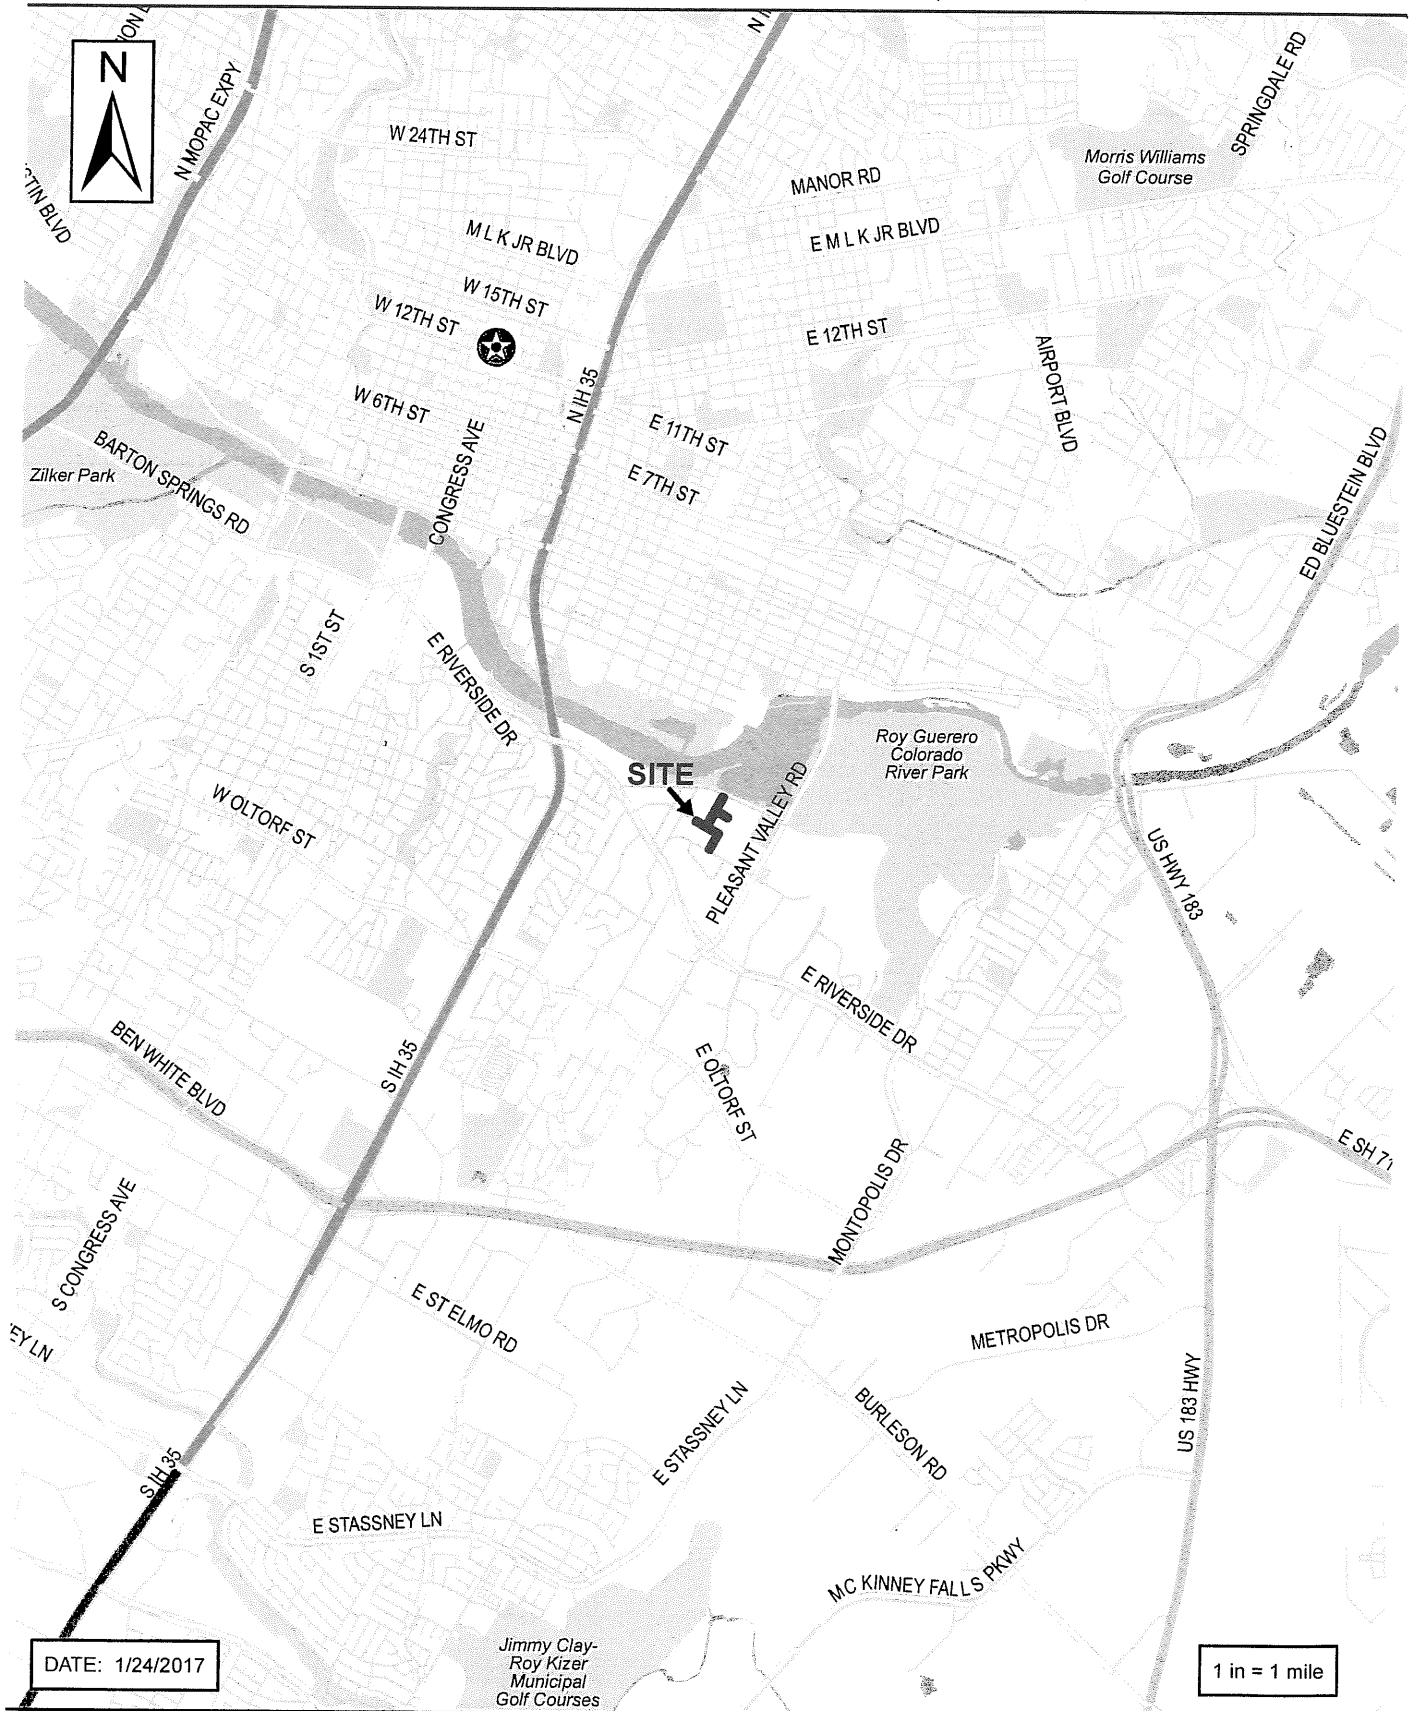 N
N MOPAC EXPY
W 24TH ST
MANOR RD
Morris Williams
Golf Course
SPRINGDALE RD
M L K JR BLVD
E M L K JR BLVD
W 15TH ST
W 12TH ST
E 12TH ST
AIRPORT BLVD
N IH 35
W 6TH ST
CONGRESS AVE
E 11TH ST
E 7TH ST
ED BLUESTEIN BLVD
BARTON SPRINGS RD
Zilker Park
S 1ST ST
E RIVERSIDE DR
Roy Guerero
Colorado
River Park
SITE
PLEASANT VALLEY RD
W OLTORF ST
US HWY 183
E RIVERSIDE DR
BEN WHITE BLVD
S IH 35
E OLTORF ST
E SH 71
MONTOPOLIS DR
S CONGRESS AVE
E ST ELMO RD
METROPOLIS DR
EY LN
E STASSNEY LN
BURLESON RD
US 183 HWY
S IH 35
E STASSNEY LN
MC KINNEY FALLS PKWY
Jimmy Clay-
Roy Kizer
Municipal
Golf Courses
DATE: 1/24/2017
1 in = 1 mile